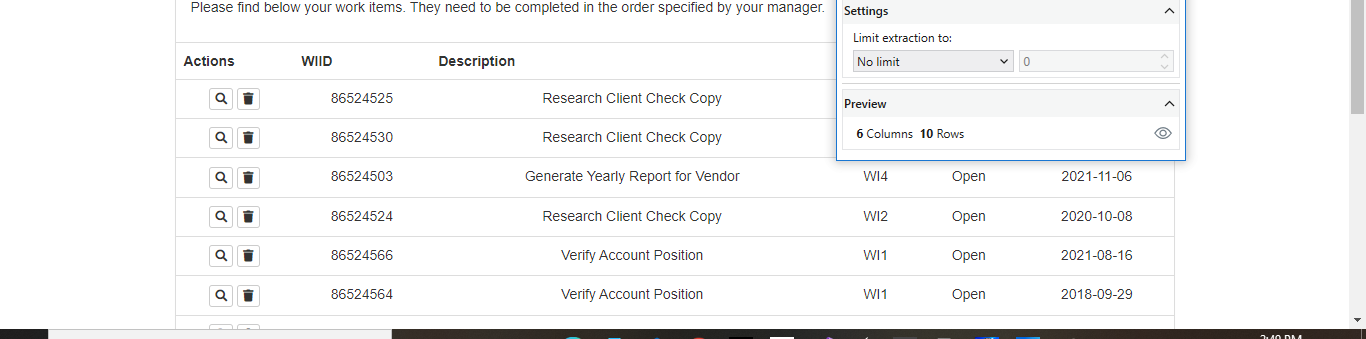 Please find below your work items. They need to be completed in the order specified by your manager.
Settings
Limit extraction to:
No limit 0
Preview
6 Columns 10 Rows
Actions WIID Description
86524525 Research Client Check Copy
86524530 Research Client Check Copy
86524503 Generate Yearly Report for Vendor WI4 Open 2021-11-06
86524524 Research Client Check Copy WI2 Open 2020-10-08
86524566 Verify Account Position WI1 Open 2021-08-16
86524564 Verify Account Position WI1 Open 2018-09-29